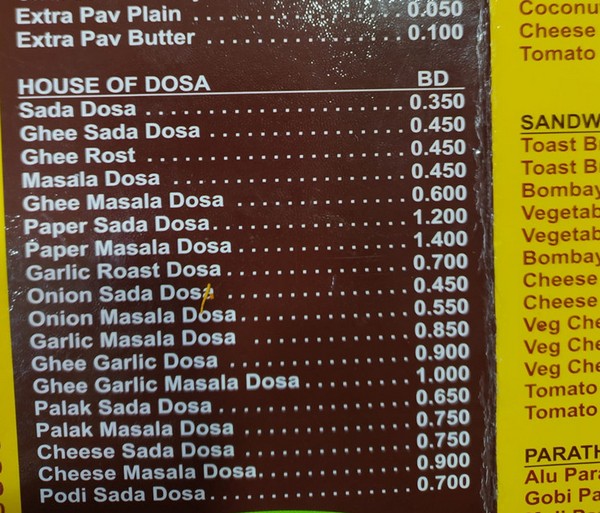 Extra Pav Plain ................ 0.050
Extra Pav Butter ............... 0.100
HOUSE OF DOSA BD
Sada Dosa ........................ 0.350
Ghee Sada Dosa ................ 0.450
Ghee Rost ........................ 0.450
Masala Dosa ..................... 0.450
Ghee Masala Dosa .............. 0.600
Paper Sada Dosa................ 1.200
Paper Masala Dosa.............. 1.400
Garlic Roast Dosa............... 0.700
Onion Sada Dosa ................ 0.450
Onion Masala Dosa.............. 0.550
Garlic Masala Dosa ............. 0.850
Ghee Garlic Dosa ................ 0.900
Ghee Garlic Masala Dosa......... 1.000
Palak Sada Dosa ................ 0.650
Palak Masala Dosa............... 0.750
Cheese Sada Dosa ............... 0.750
Cheese Masala Dosa.............. 0.900
Podi Sada Dosa.................. 0.700
Cheese
Tomato
Toast
Toast
Bombay
Bombay
Cheese
Cheese
Veg
Veg
Veg
Tomato
Tomato
Alu
Gobi